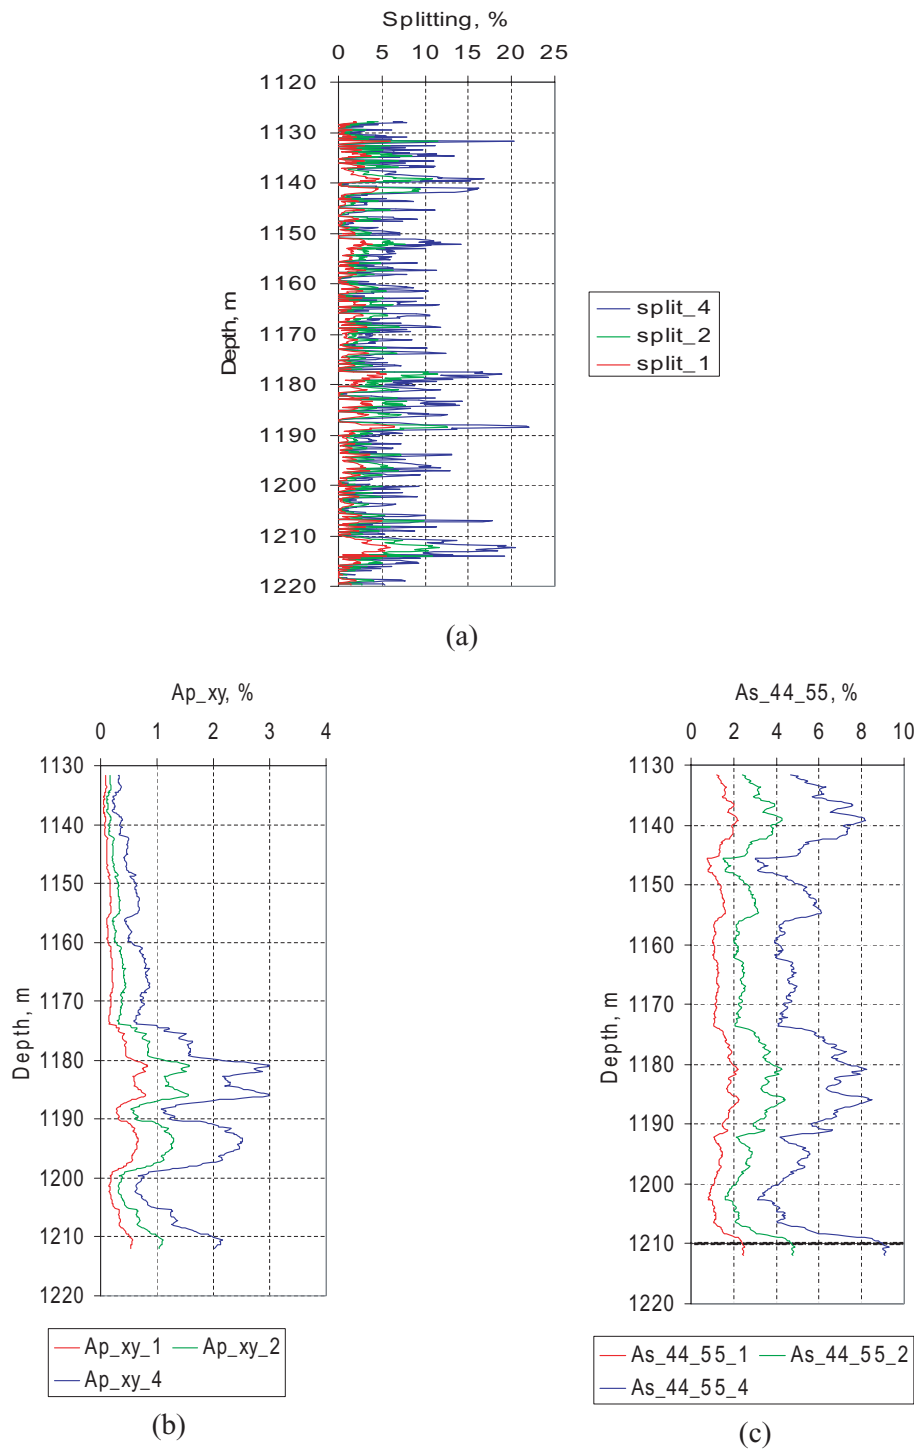 Splitting, %
0 5 10 15 20 25
1120
1130
1140
1150
1160
1170
1180
1190
1200
1210
1220
Depth, m
split_4
split_2
split_1
(a)
Ap_xy, %
0 1 2 3 4
1130
1140
1150
1160
1170
1180
1190
1200
1210
1220
Depth, m
Ap_xy_1 Ap_xy_2
Ap_xy_4
(b)
As_44_55, %
0 2 4 6 8 10
1130
1140
1150
1160
1170
1180
1190
1200
1210
1220
Depth, m
As_44_55_1 As_44_55_2
As_44_55_4
(c)